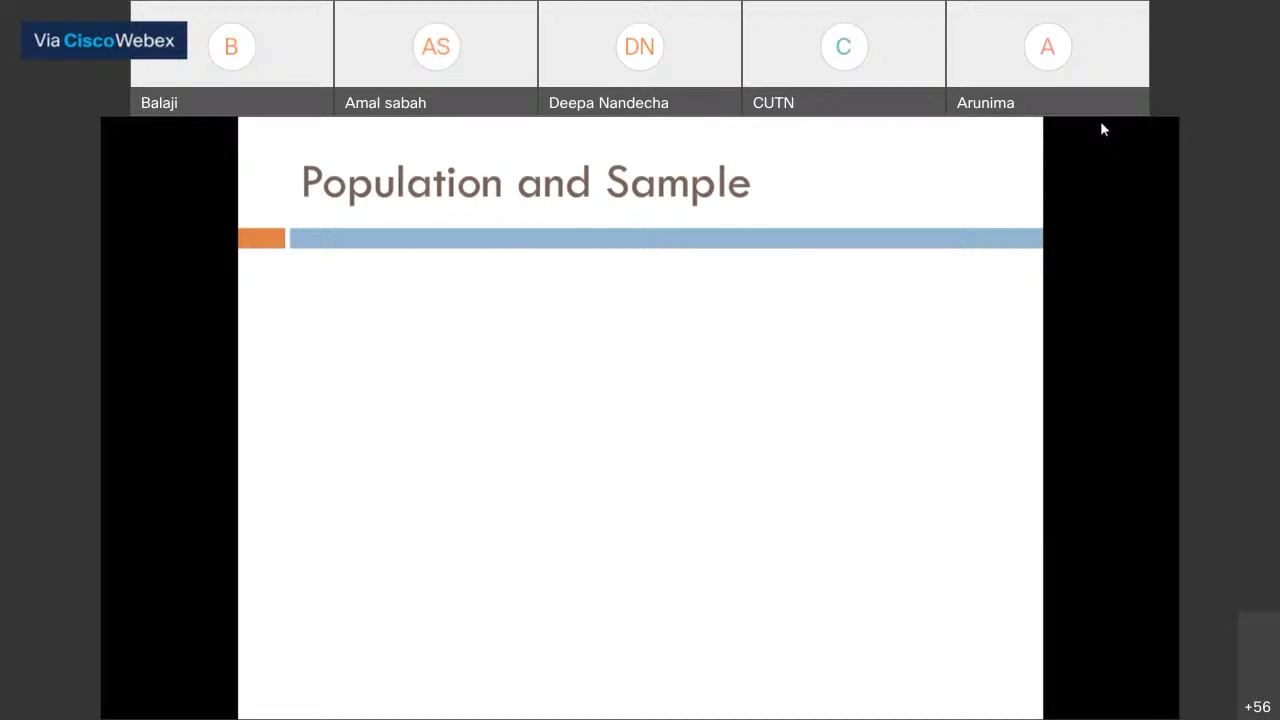 Via CiscoWebex
B
AS
DN
C
A
Balaji
Amal sabah
Deepa Nandecha
CUTN
Arunima
Population and Sample
+56